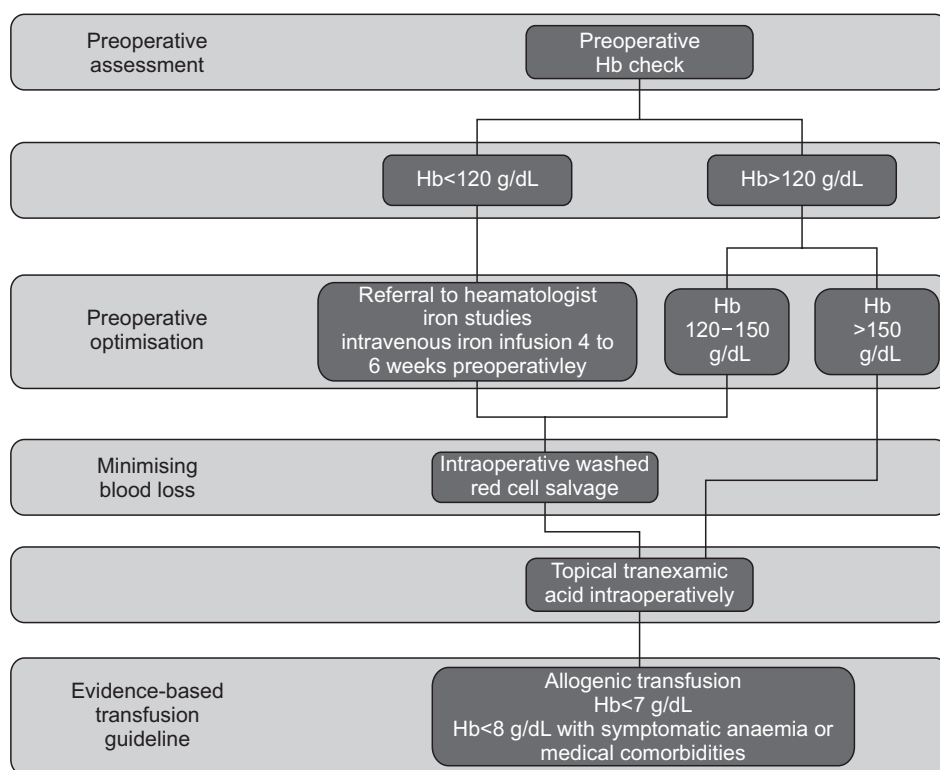 Preoperative
assessment
Preoperative
Hb check
Hb<120 g/dL
Hb>120 g/dL
Preoperative
optimisation
Referral to heamatologist
iron studies
intravenous iron infusion 4 to
6 weeks preoperativley
Hb
120–150
g/dL
Hb
>150
g/dL
Minimising
blood loss
Intraoperative washed
red cell salvage
Topical tranexamic
acid intraoperatively
Evidence-based
transfusion
guideline
Allogenic transfusion
Hb<7 g/dL
Hb<8 g/dL with symptomatic anaemia or
medical comorbidities